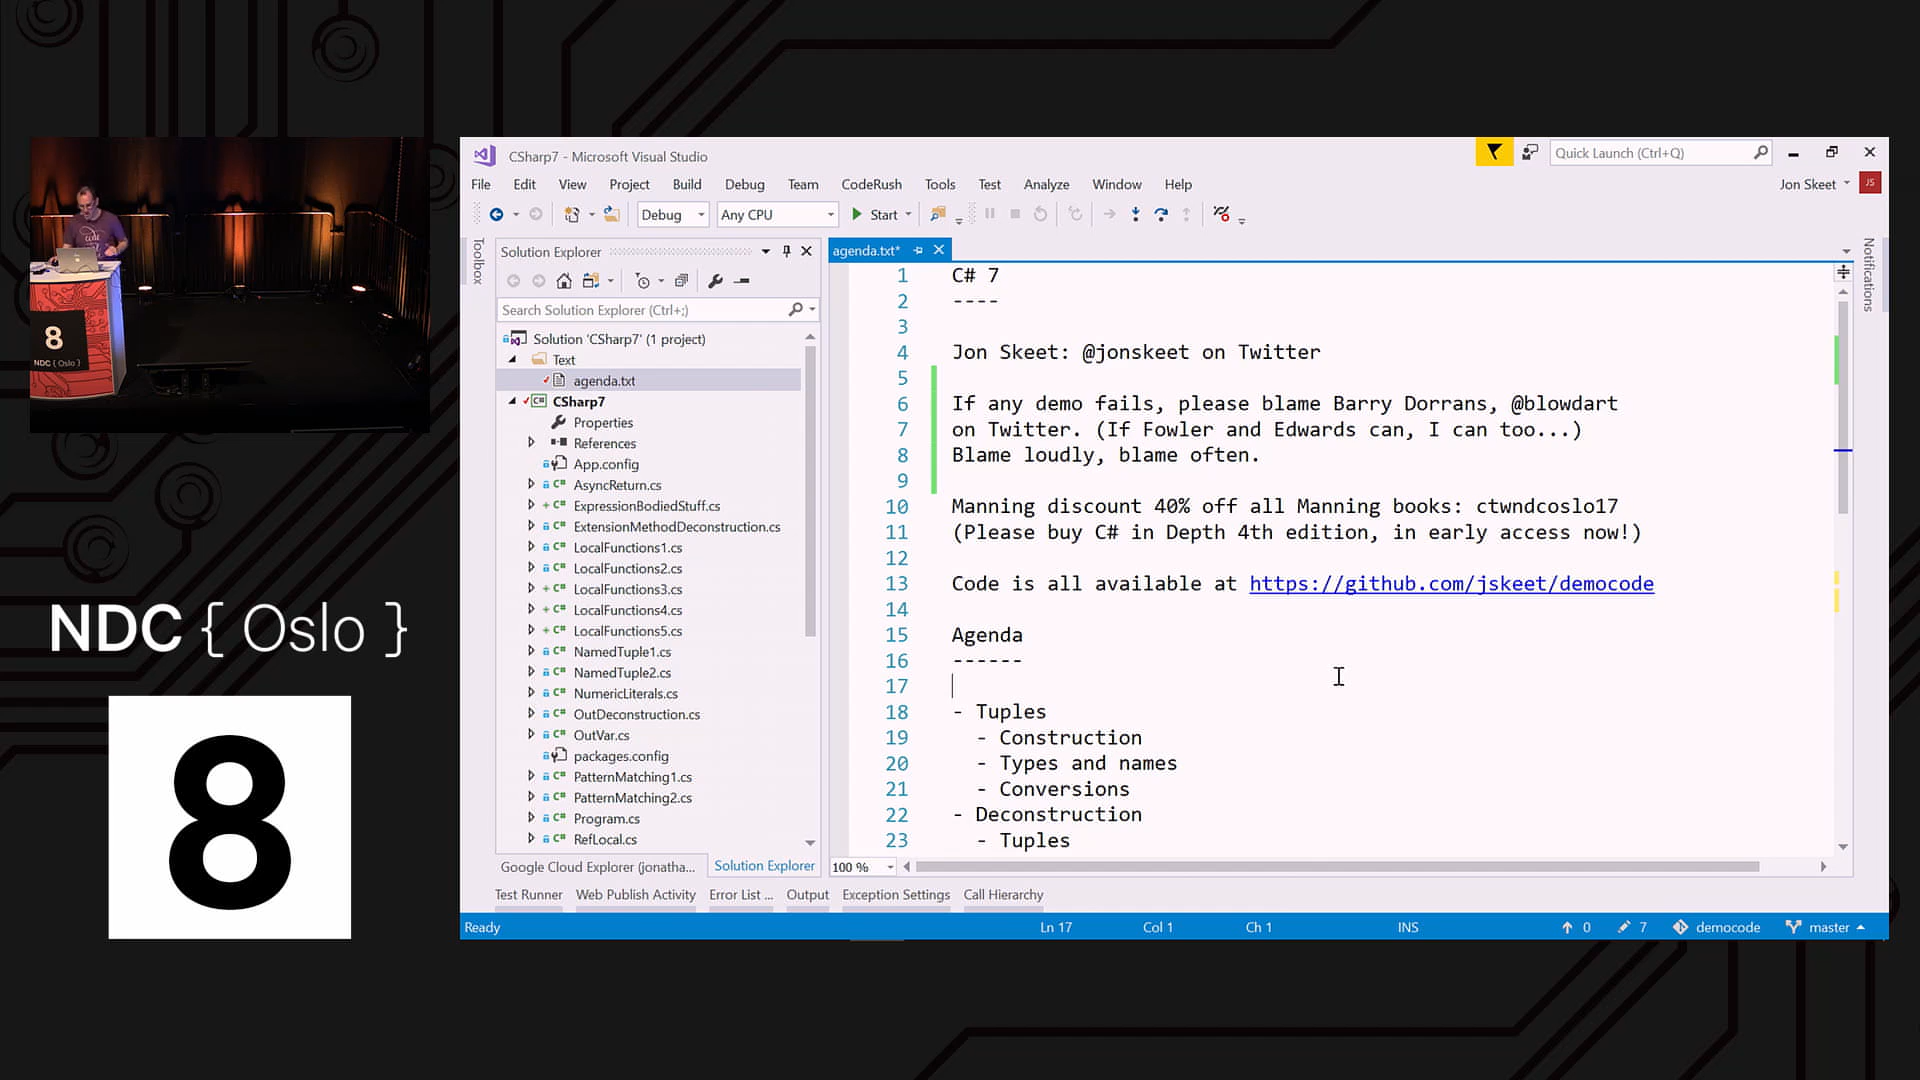 8
NDC { Oslo }
NDC { Oslo }
8
CSharp7 - Microsoft Visual Studio
Quick Launch (Ctrl+Q)
File Edit View Project Build Debug Team CodeRush Tools Test Analyze Window Help
Jon Skeet JS
Debug Any CPU Start
Toolbox
Solution Explorer
Search Solution Explorer (Ctrl+;)
Solution 'CSharp7' (1 project)
Text
agenda.txt
CSharp7
Properties
References
App.config
AsyncReturn.cs
ExpressionBodiedStuff.cs
ExtensionMethodDeconstruction.cs
LocalFunctions1.cs
LocalFunctions2.cs
LocalFunctions3.cs
LocalFunctions4.cs
LocalFunctions5.cs
NamedTuple1.cs
NamedTuple2.cs
NumericLiterals.cs
OutDeconstruction.cs
OutVar.cs
packages.config
PatternMatching1.cs
PatternMatching2.cs
Program.cs
RefLocal.cs
Google Cloud Explorer (jonatha... Solution Explorer
agenda.txt*
1 C# 7
2 ----
3
4 Jon Skeet: @jonskeet on Twitter
5
6 If any demo fails, please blame Barry Dorrans, @blowdart
7 on Twitter. (If Fowler and Edwards can, I can too...)
8 Blame loudly, blame often.
9
10 Manning discount 40% off all Manning books: ctwndcoslo17
11 (Please buy C# in Depth 4th edition, in early access now!)
12
13 Code is all available at https://github.com/jskeet/democode
14
15 Agenda
16 ------
17
18 - Tuples
19 - Construction
20 - Types and names
21 - Conversions
22 - Deconstruction
23 - Tuples
100 %
Notifications
Test Runner Web Publish Activity Error List ... Output Exception Settings Call Hierarchy
Ready Ln 17 Col 1 Ch 1 INS 0 7 democode master